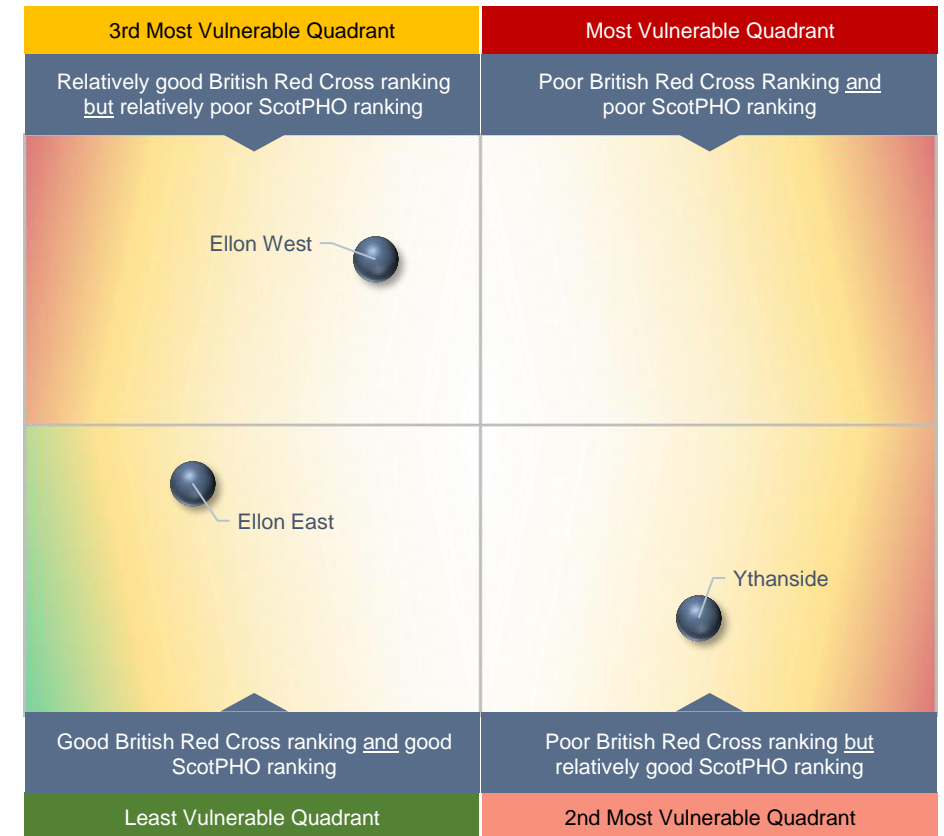 3rd Most Vulnerable Quadrant
Most Vulnerable Quadrant
Relatively good British Red Cross ranking
but relatively poor ScotPHO ranking
Poor British Red Cross Ranking and
poor ScotPHO ranking
Ellon West
Ellon East
Ythanside
Good British Red Cross ranking and good
ScotPHO ranking
Poor British Red Cross ranking but
relatively good ScotPHO ranking
Least Vulnerable Quadrant
2nd Most Vulnerable Quadrant